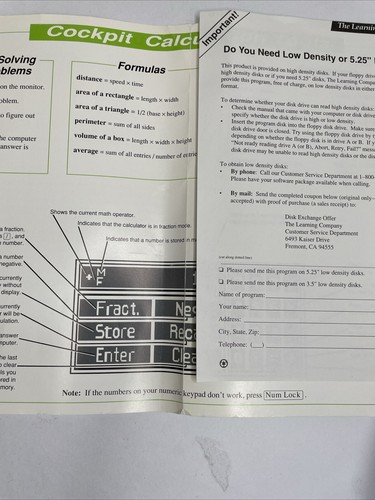 Cockpit Calcu
Solving
blems
on the monitor.
oblem.
o figure out
he computer
answer is
Formulas
distance = speed × time
area of a rectangle = length × width
area of a triangle = 1/2 (base × height)
perimeter = sum of all sides
volume of a box = length × width × height
average = sum of all entries / number of entries
Shows the current math operator.
Indicates that the calculator is in fraction mode.
Indicates that a number is stored in m
a fraction.
s [/], and
number.
a number
negative.
currently
without
display.
urrently
r will be
ulation.
answer
mputer.
he last
o clear
ls you
red in
mory.
+ M
F
Fract.
Store
Enter
Neg
Reca
Clea
Note: If the numbers on your numeric keypad don't work, press Num Lock.
Important!
The Learnin
Do You Need Low Density or 5.25"
This product is provided on high density disks. If your floppy drive
high density disks or if you need 5.25" disks, The Learning Compa
provide this program, free of charge, on low density disks in either
format.
To determine whether your disk drive can read high density disks:
• Check the manual that came with your computer or disk drive
specify whether the disk drive is high or low density.
• Insert the program disk into the floppy disk drive. Make sure
disk drive door is closed. Try using the floppy disk drive by t
depending on whether the floppy disk is in drive A or B. If y
"Not ready reading drive A (or B), Abort, Retry, Fail?" messa
disk drive may be unable to read high density disks or the dis
To obtain low density disks:
• By phone: Call our Customer Service Department at 1-800-
Please have your software package available when calling.
• By mail: Send the completed coupon below (original only—
accepted) with proof of purchase (a sales receipt) to:
Disk Exchange Offer
The Learning Company
Customer Service Department
6493 Kaiser Drive
Fremont, CA 94555
(cut along dotted line)
❏ Please send me this program on 5.25" low density disks.
❏ Please send me this program on 3.5" low density disks.
Name of program:
Your name:
Address:
City, State, Zip:
Telephone: ( )